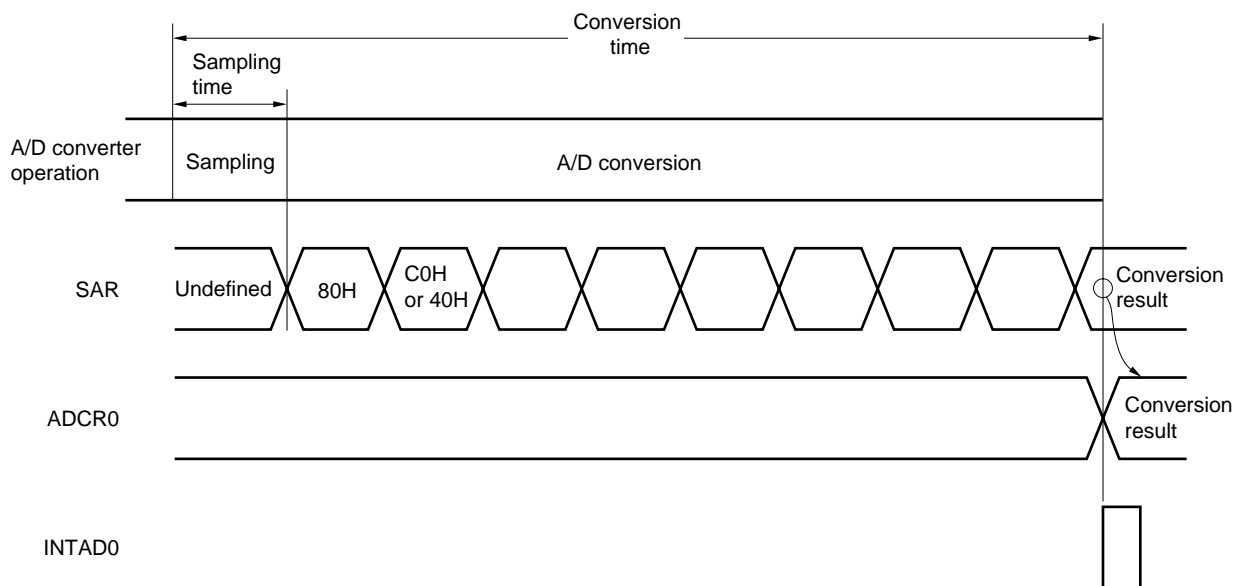 Conversion
time
Sampling
time
A/D converter
operation
Sampling
A/D conversion
SAR
Undefined
80H
C0H
or 40H
Conversion
result
ADCR0
Conversion
result
INTAD0